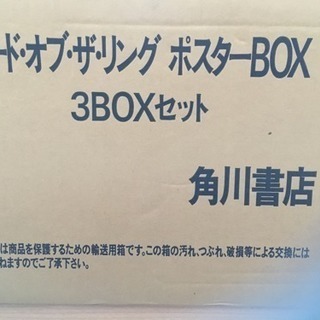 ド・オブ・ザ・リング ポスターBOX
3BOXセット
角川書店
は商品を保護するための輸送用箱です。この箱の汚れ、つぶれ、破損等による交換には
ねますのでご了承下さい。